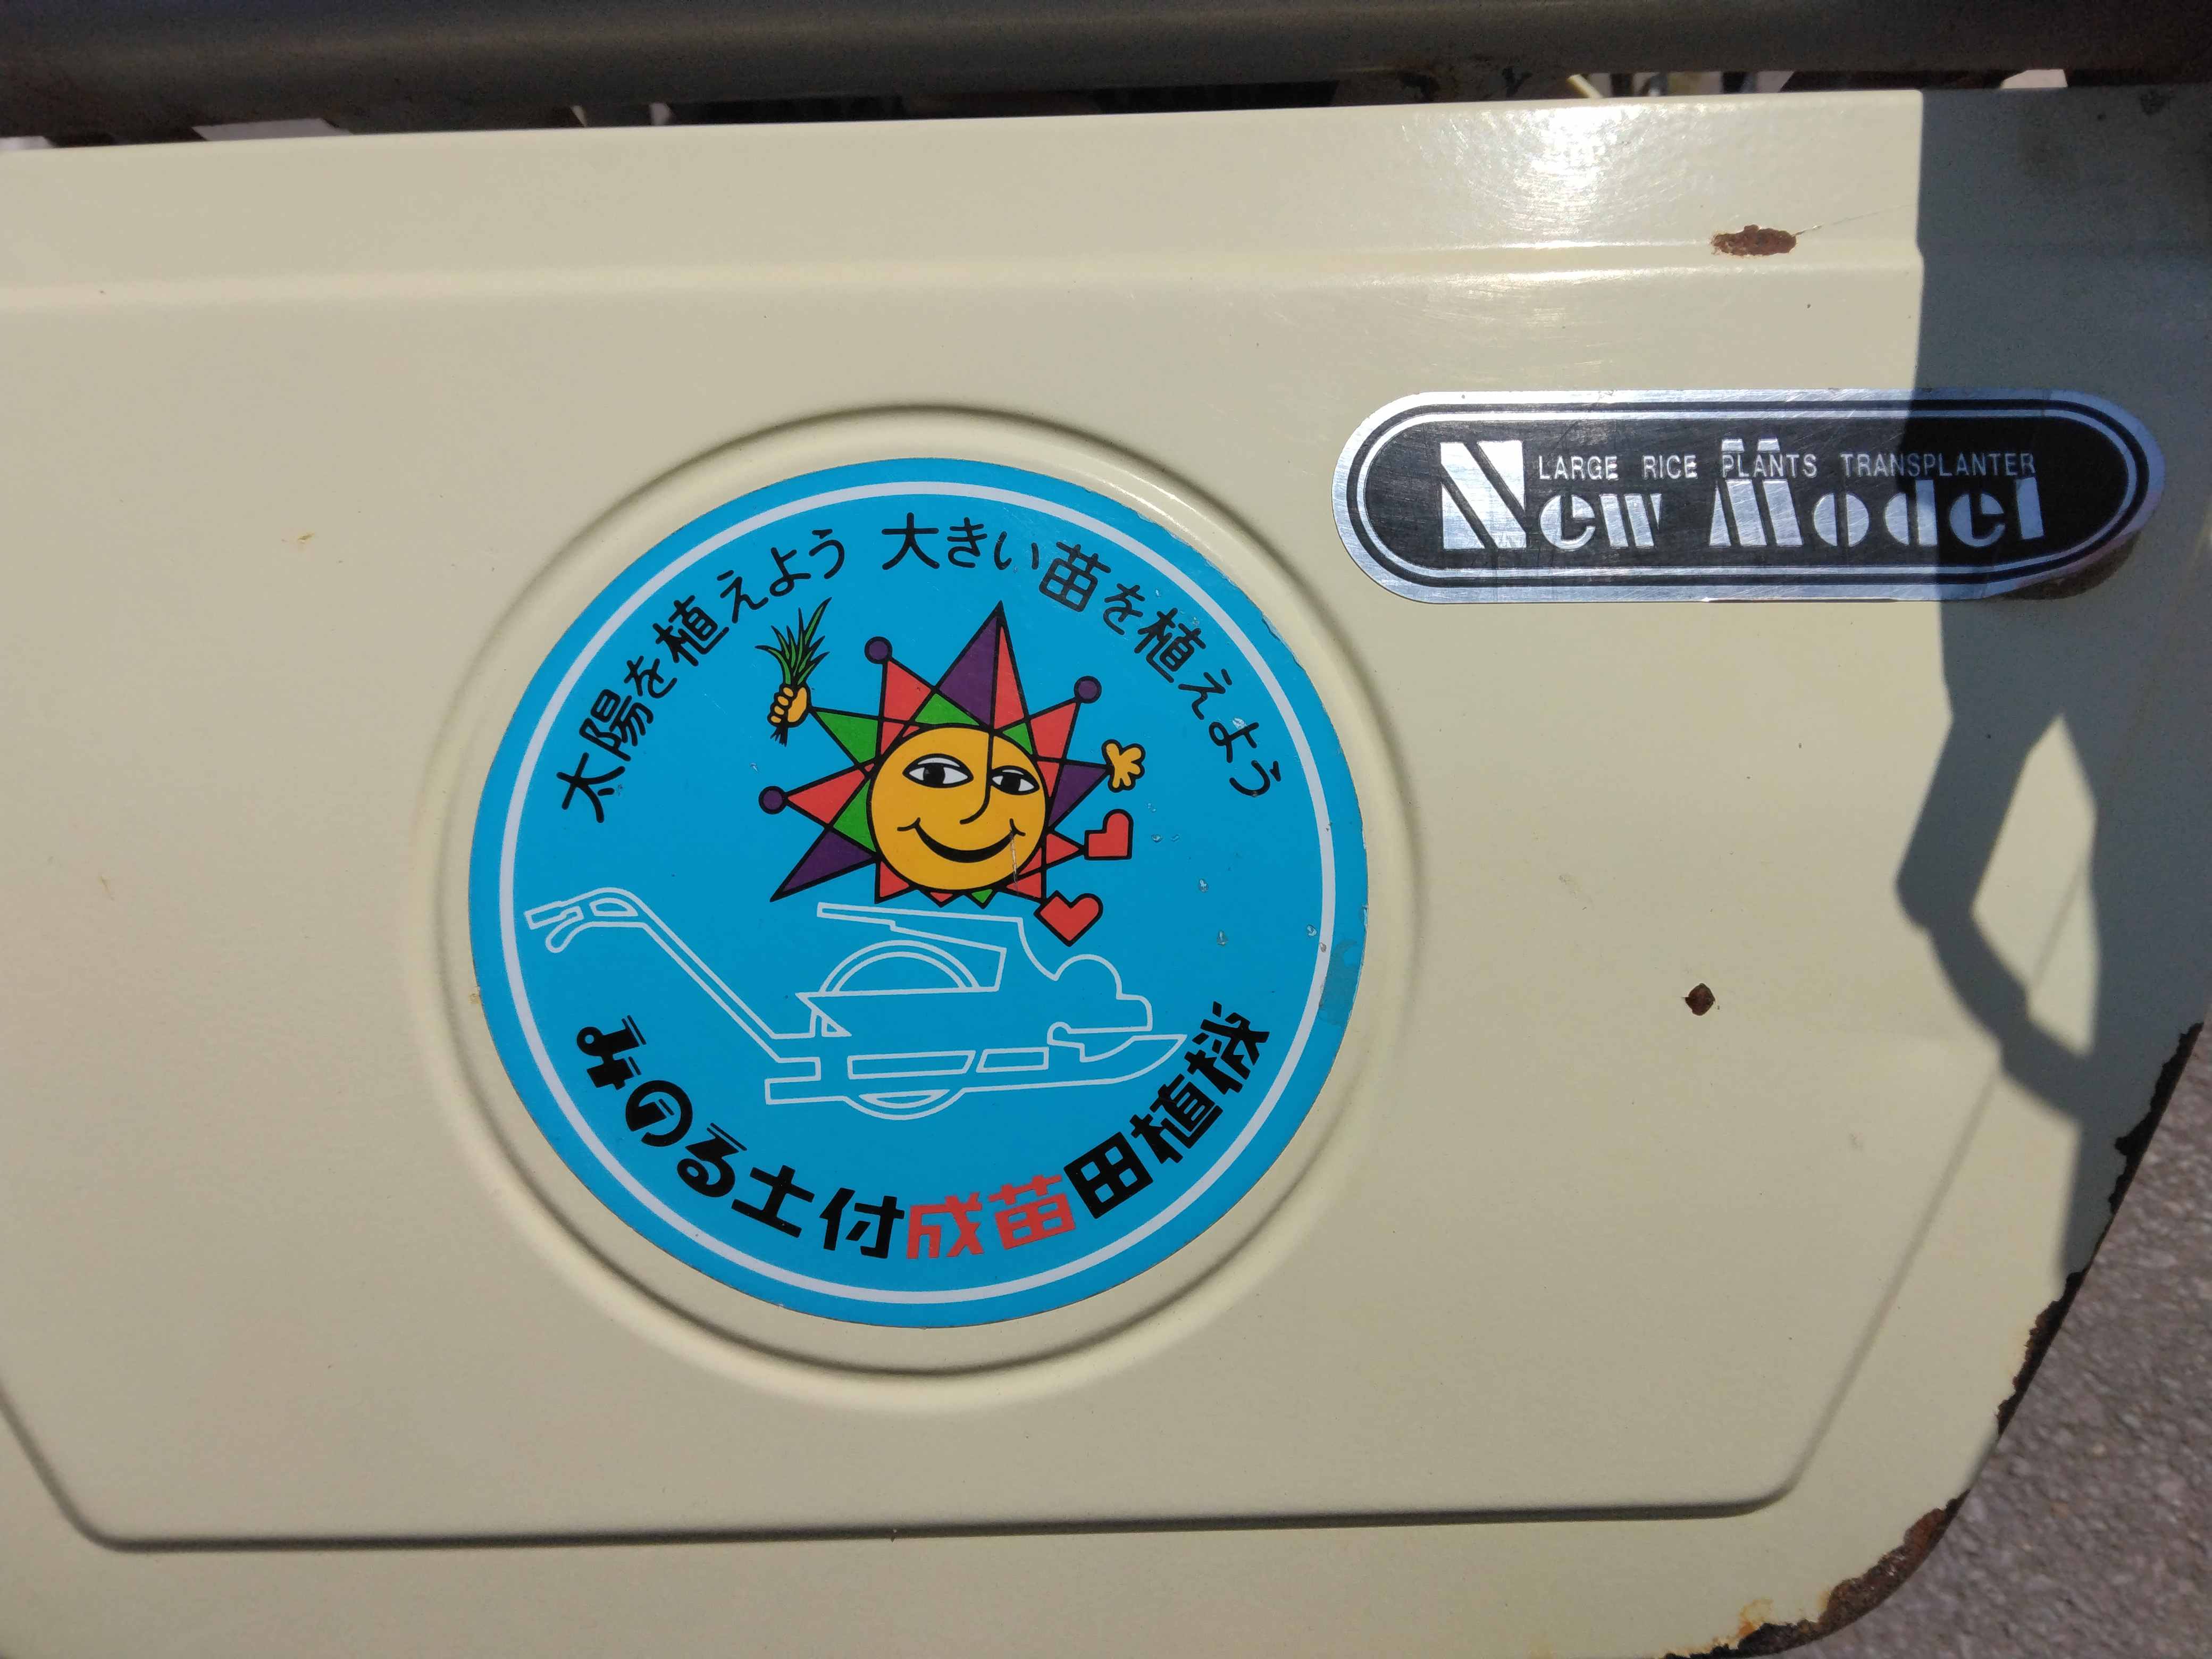 太陽を植えよう 大きい苗を植えよう
みのる土付成苗田植機
LARGE RICE PLANTS TRANSPLANTER
New Model